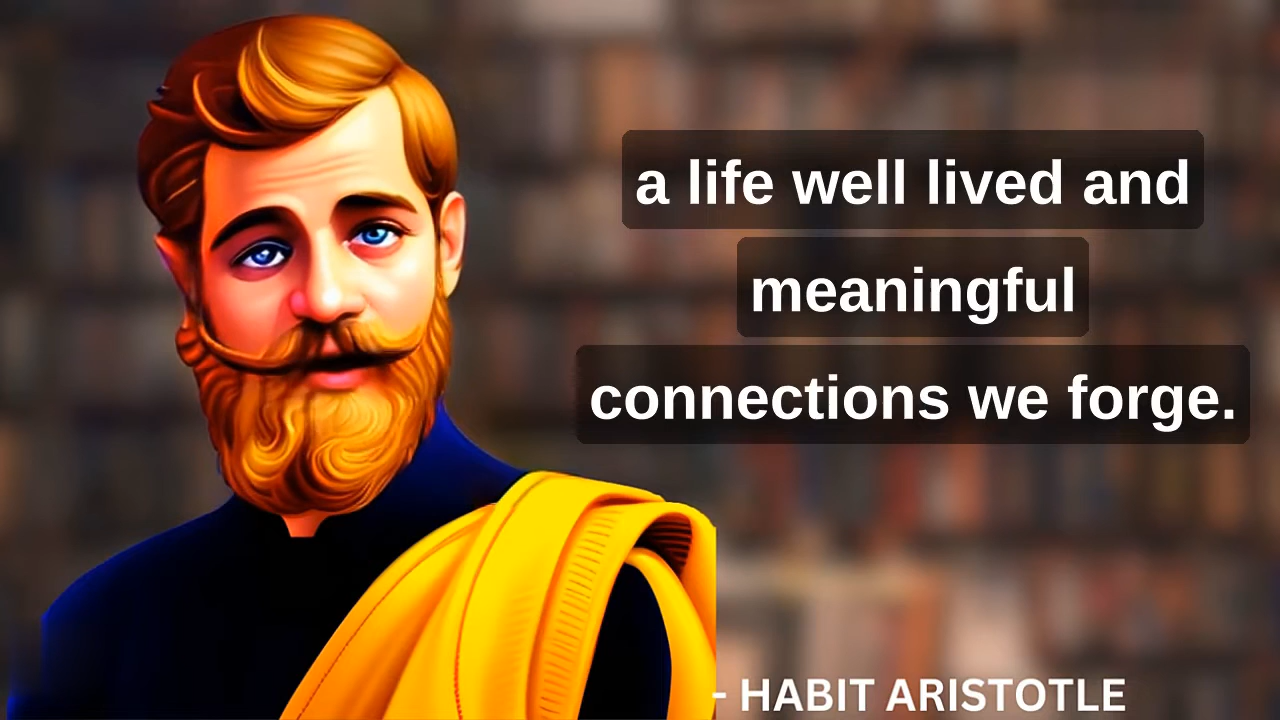 a life well lived and
meaningful
connections we forge.
- HABIT ARISTOTLE